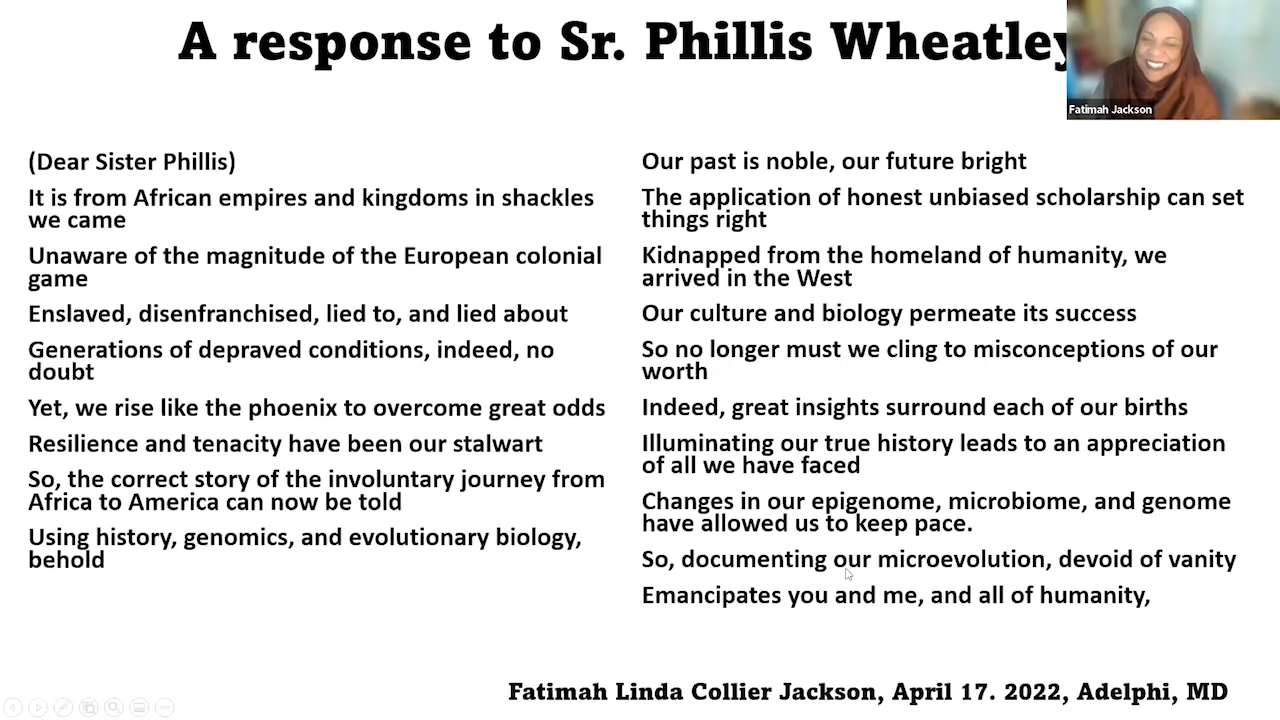 A response to Sr. Phillis Wheatley
Fatimah Jackson
(Dear Sister Phillis)
It is from African empires and kingdoms in shackles
we came
Unaware of the magnitude of the European colonial
game
Enslaved, disenfranchised, lied to, and lied about
Generations of depraved conditions, indeed, no
doubt
Yet, we rise like the phoenix to overcome great odds
Resilience and tenacity have been our stalwart
So, the correct story of the involuntary journey from
Africa to America can now be told
Using history, genomics, and evolutionary biology,
behold
Our past is noble, our future bright
The application of honest unbiased scholarship can set
things right
Kidnapped from the homeland of humanity, we
arrived in the West
Our culture and biology permeate its success
So no longer must we cling to misconceptions of our
worth
Indeed, great insights surround each of our births
Illuminating our true history leads to an appreciation
of all we have faced
Changes in our epigenome, microbiome, and genome
have allowed us to keep pace.
So, documenting our microevolution, devoid of vanity
Emancipates you and me, and all of humanity,
Fatimah Linda Collier Jackson, April 17. 2022, Adelphi, MD